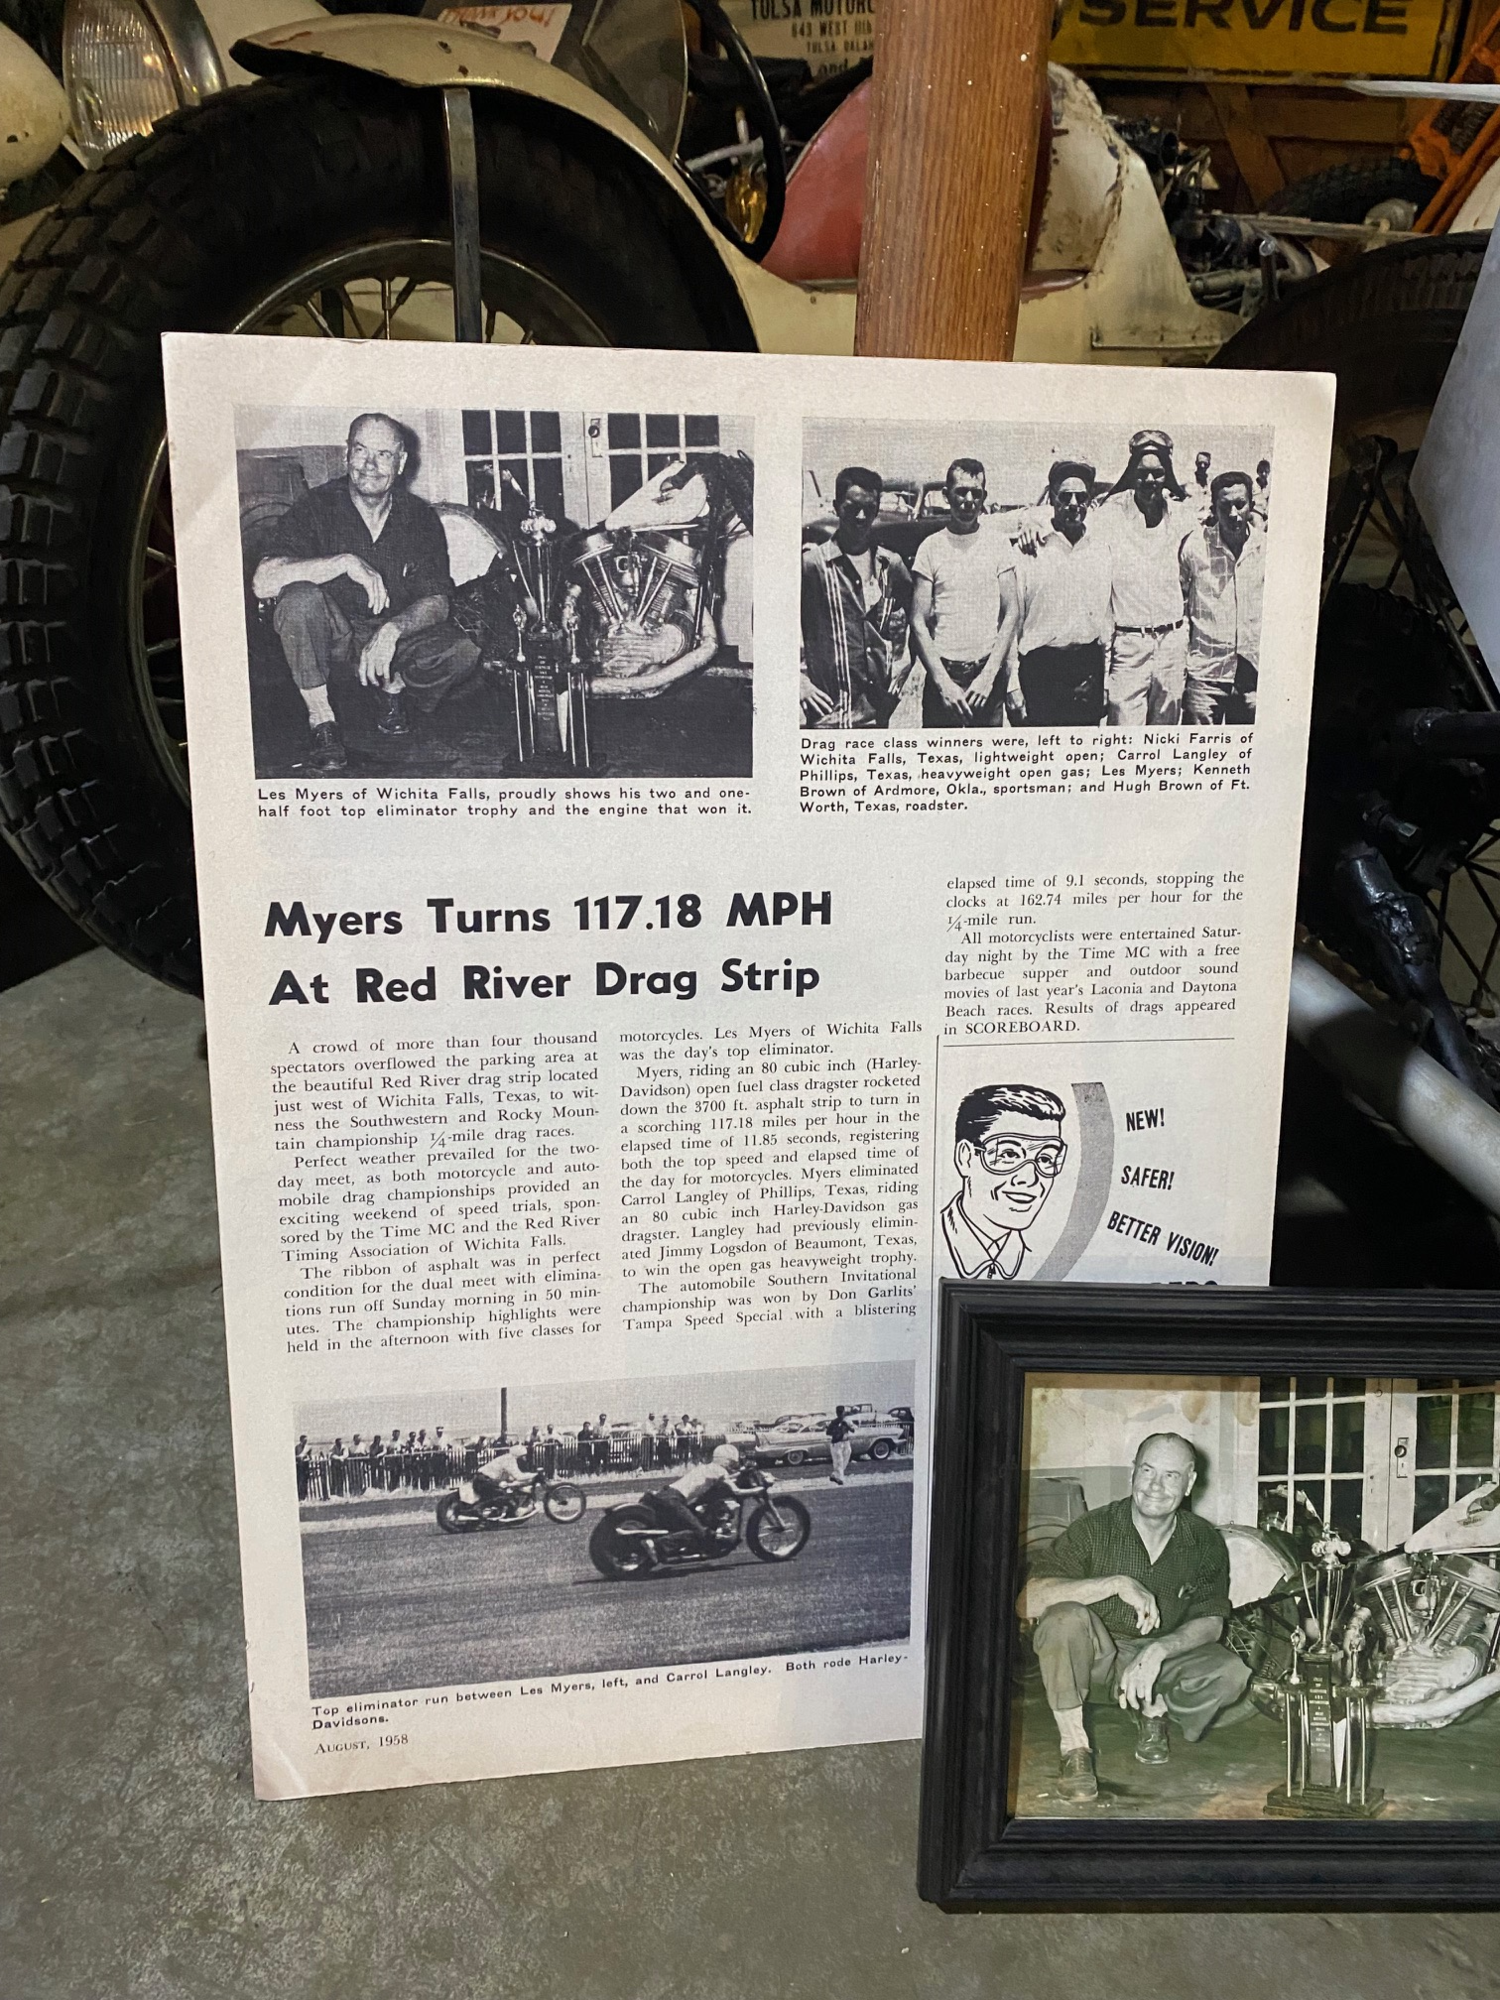 TULSA MOTORC
643 WEST 11th
TULSA, OKLAH
SERVICE
Les Myers of Wichita Falls, proudly shows his two and one-
half foot top eliminator trophy and the engine that won it.
Drag race class winners were, left to right: Nicki Farris of
Wichita Falls, Texas, lightweight open; Carrol Langley of
Phillips, Texas, heavyweight open gas; Les Myers; Kenneth
Brown of Ardmore, Okla., sportsman; and Hugh Brown of Ft.
Worth, Texas, roadster.
Myers Turns 117.18 MPH
At Red River Drag Strip
A crowd of more than four thousand
spectators overflowed the parking area at
the beautiful Red River drag strip located
just west of Wichita Falls, Texas, to wit-
ness the Southwestern and Rocky Moun-
tain championship ¼-mile drag races.
Perfect weather prevailed for the two-
day meet, as both motorcycle and auto-
mobile drag championships provided an
exciting weekend of speed trials, spon-
sored by the Time MC and the Red River
Timing Association of Wichita Falls.
The ribbon of asphalt was in perfect
condition for the dual meet with elimina-
tions run off Sunday morning in 50 min-
utes. The championship highlights were
held in the afternoon with five classes for
motorcycles. Les Myers of Wichita Falls
was the day's top eliminator.
Myers, riding an 80 cubic inch (Harley-
Davidson) open fuel class dragster rocketed
down the 3700 ft. asphalt strip to turn in
a scorching 117.18 miles per hour in the
elapsed time of 11.85 seconds, registering
both the top speed and elapsed time of
the day for motorcycles. Myers eliminated
Carrol Langley of Phillips, Texas, riding
an 80 cubic inch Harley-Davidson gas
dragster. Langley had previously elimin-
ated Jimmy Logsdon of Beaumont, Texas,
to win the open gas heavyweight trophy.
The automobile Southern Invitational
championship was won by Don Garlits'
Tampa Speed Special with a blistering
elapsed time of 9.1 seconds, stopping the
clocks at 162.74 miles per hour for the
¼-mile run.
All motorcyclists were entertained Satur-
day night by the Time MC with a free
barbecue supper and outdoor sound
movies of last year's Laconia and Daytona
Beach races. Results of drags appeared
in SCOREBOARD.
NEW!
SAFER!
BETTER VISION!
Top eliminator run between Les Myers, left, and Carrol Langley. Both rode Harley-
Davidsons.
August, 1958